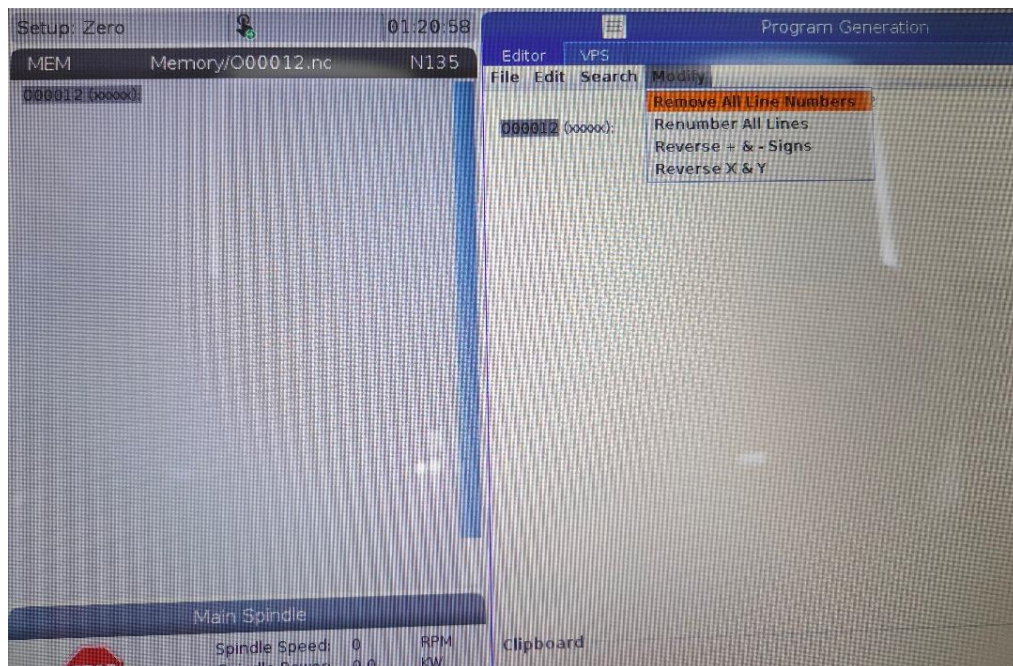 Setup: Zero
01:20:58
MEM
Memory/O00012.nc
N135
O00012 (xxxxx);
Program Generation
Editor
VPS
File
Edit
Search
Modify
Remove All Line Numbers
Renumber All Lines
Reverse + & - Signs
Reverse X & Y
O00012 (xxxxx);
Main Spindle
Spindle Speed:
0
RPM
0.0
KW
Clipboard